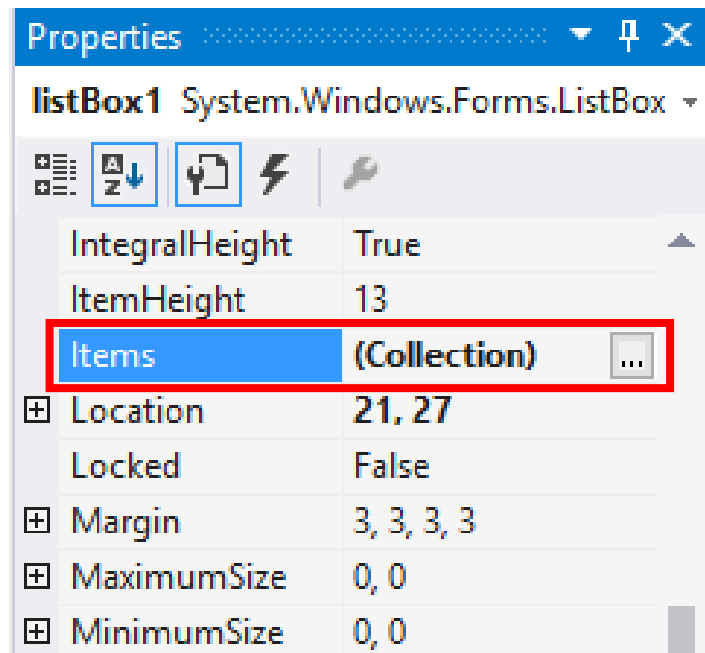 Properties
listBox1 System.Windows.Forms.ListBox
A
Z
IntegralHeight True
ItemHeight 13
Items (Collection) ...
Location 21, 27
Locked False
Margin 3, 3, 3, 3
MaximumSize 0, 0
MinimumSize 0, 0